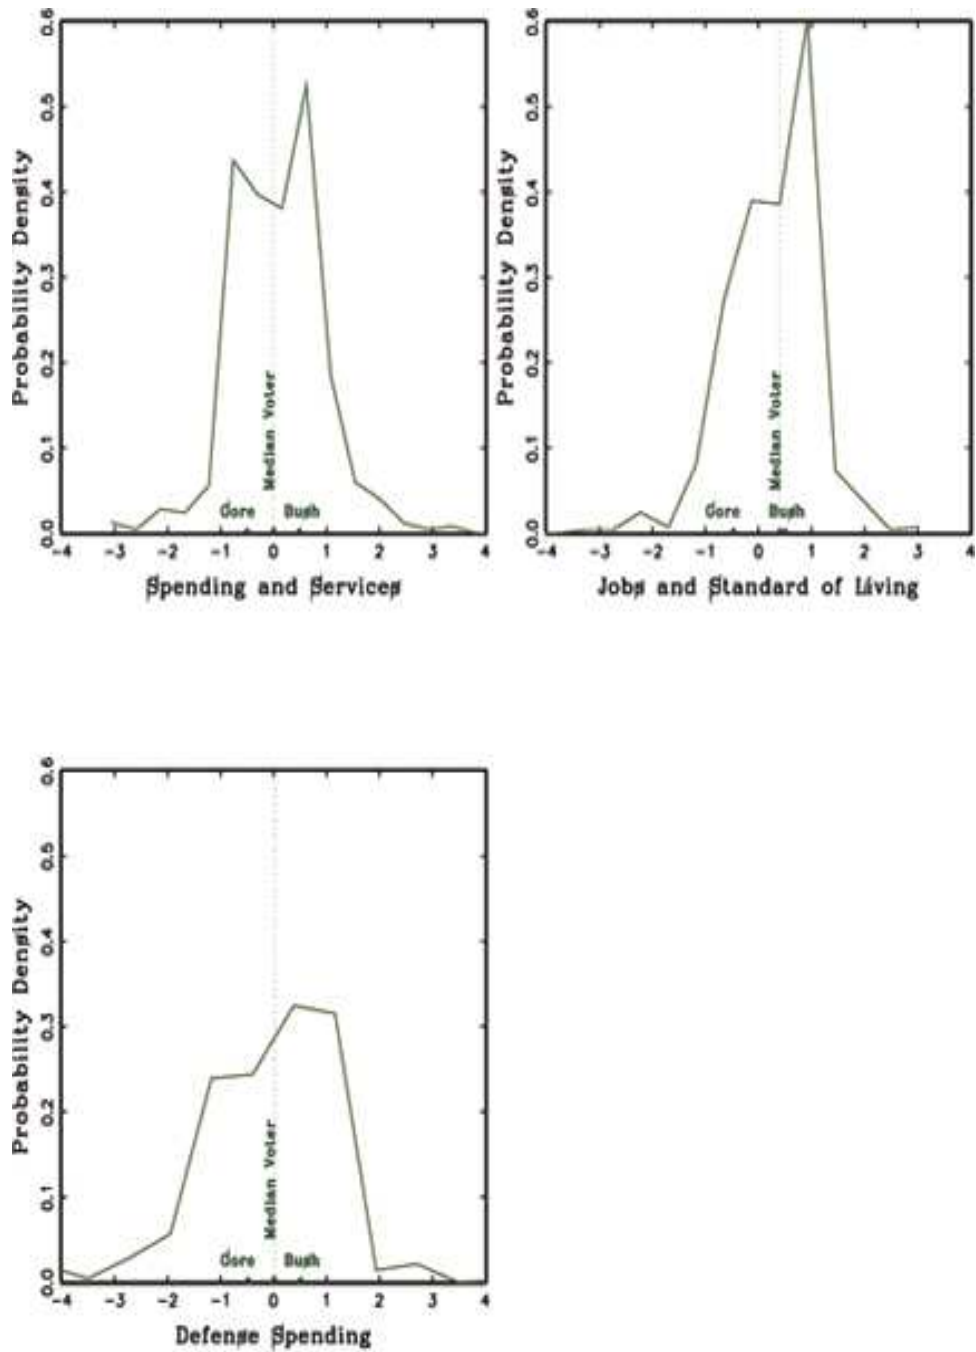 0.6
0.5
0.4
0.3
0.2
0.1
0.0
Probability Density
Median Voter
Gore Bush
-4 -3 -2 -1 0 1 2 3 4
Spending and Services
0.6
0.5
0.4
0.3
0.2
0.1
0.0
Probability Density
Median Voter
Gore Bush
-4 -3 -2 -1 0 1 2 3 4
Jobs and Standard of Living
0.6
0.5
0.4
0.3
0.2
0.1
0.0
Probability Density
Median Voter
Gore Bush
-4 -3 -2 -1 0 1 2 3 4
Defense Spending